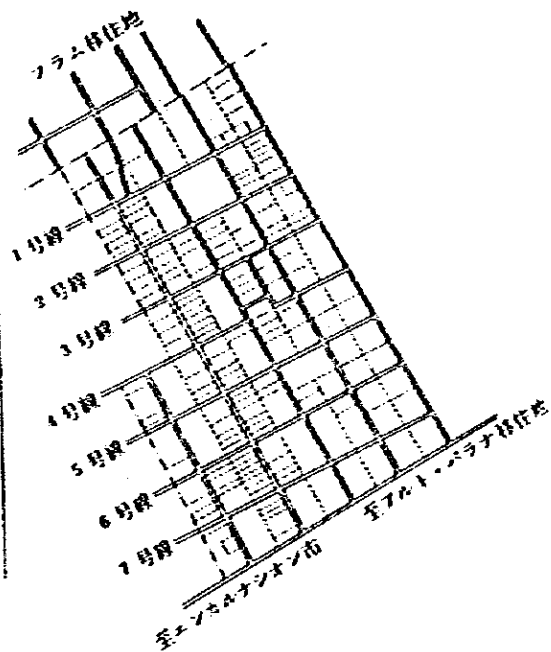 フラム移住地
1号線
2号線
3号線
4号線
5号線
6号線
7号線
至アルト・パラナ移住地
至エンカルナシオン市